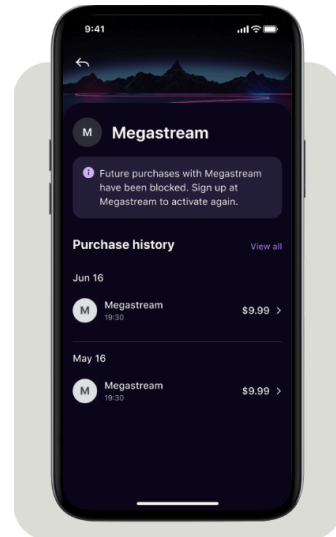 9:41
M Megastream
Future purchases with Megastream
have been blocked. Sign up at
Megastream to activate again.
Purchase history View all
Jun 16
M Megastream $9.99
19:30
May 16
M Megastream $9.99
19:30